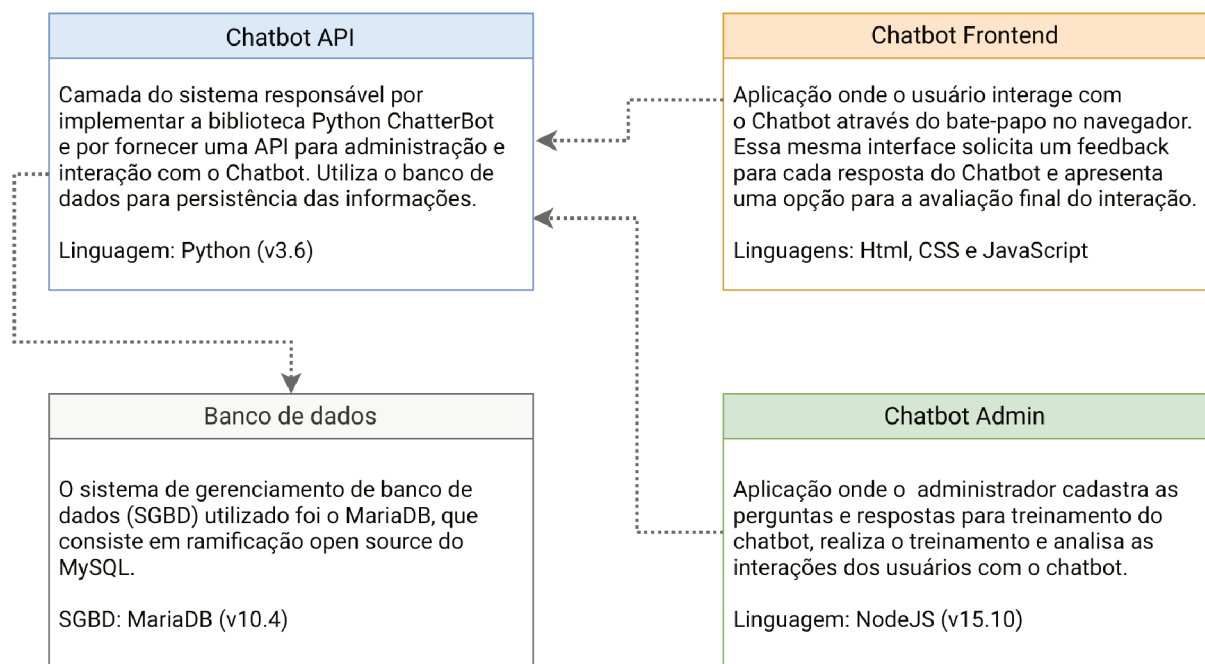 Chatbot API
Camada do sistema responsável por
implementar a biblioteca Python ChatterBot
e por fornecer uma API para administração e
interação com o Chatbot. Utiliza o banco de
dados para persistência das informações.
Linguagem: Python (v3.6)
Chatbot Frontend
Aplicação onde o usuário interage com
o Chatbot através do bate-papo no navegador.
Essa mesma interface solicita um feedback
para cada resposta do Chatbot e apresenta
uma opção para a avaliação final do interação.
Linguagens: Html, CSS e JavaScript
Banco de dados
O sistema de gerenciamento de banco de
dados (SGBD) utilizado foi o MariaDB, que
consiste em ramificação open source do
MySQL.
SGBD: MariaDB (v10.4)
Chatbot Admin
Aplicação onde o  administrador cadastra as
perguntas e respostas para treinamento do
chatbot, realiza o treinamento e analisa as
interações dos usuários com o chatbot.
Linguagem: NodeJS (v15.10)